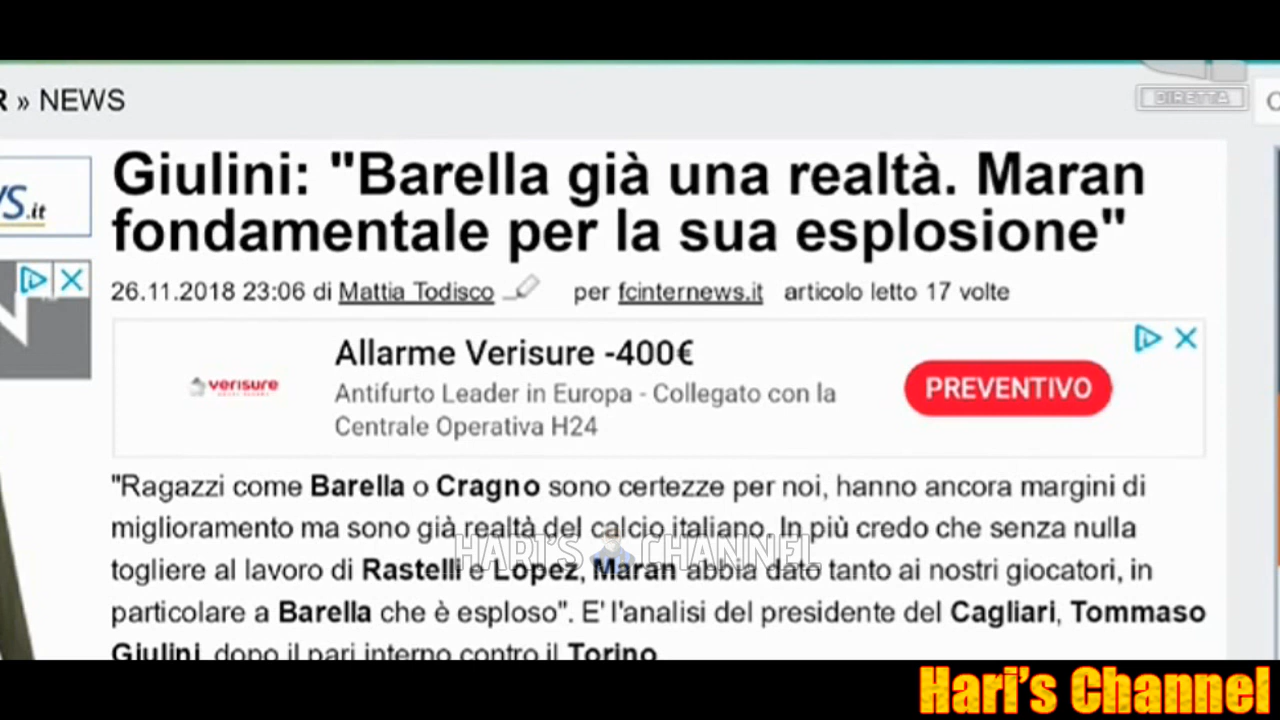 R » NEWS
DIRETTA
C
Giulini: "Barella già una realtà. Maran
fondamentale per la sua esplosione"
S.it
26.11.2018 23:06 di Mattia Todisco per fcinternews.it articolo letto 17 volte
N
Allarme Verisure -400€
verisure
Antifurto Leader in Europa - Collegato con la
Centrale Operativa H24
PREVENTIVO
"Ragazzi come Barella o Cragno sono certezze per noi, hanno ancora margini di
miglioramento ma sono già realtà del calcio italiano. In più credo che senza nulla
HARI'S CHANNEL
togliere al lavoro di Rastelli e Lopez, Maran abbia dato tanto ai nostri giocatori, in
particolare a Barella che è esploso". E' l'analisi del presidente del Cagliari, Tommaso
Giulini, dopo il pari interno contro il Torino.
Hari's Channel